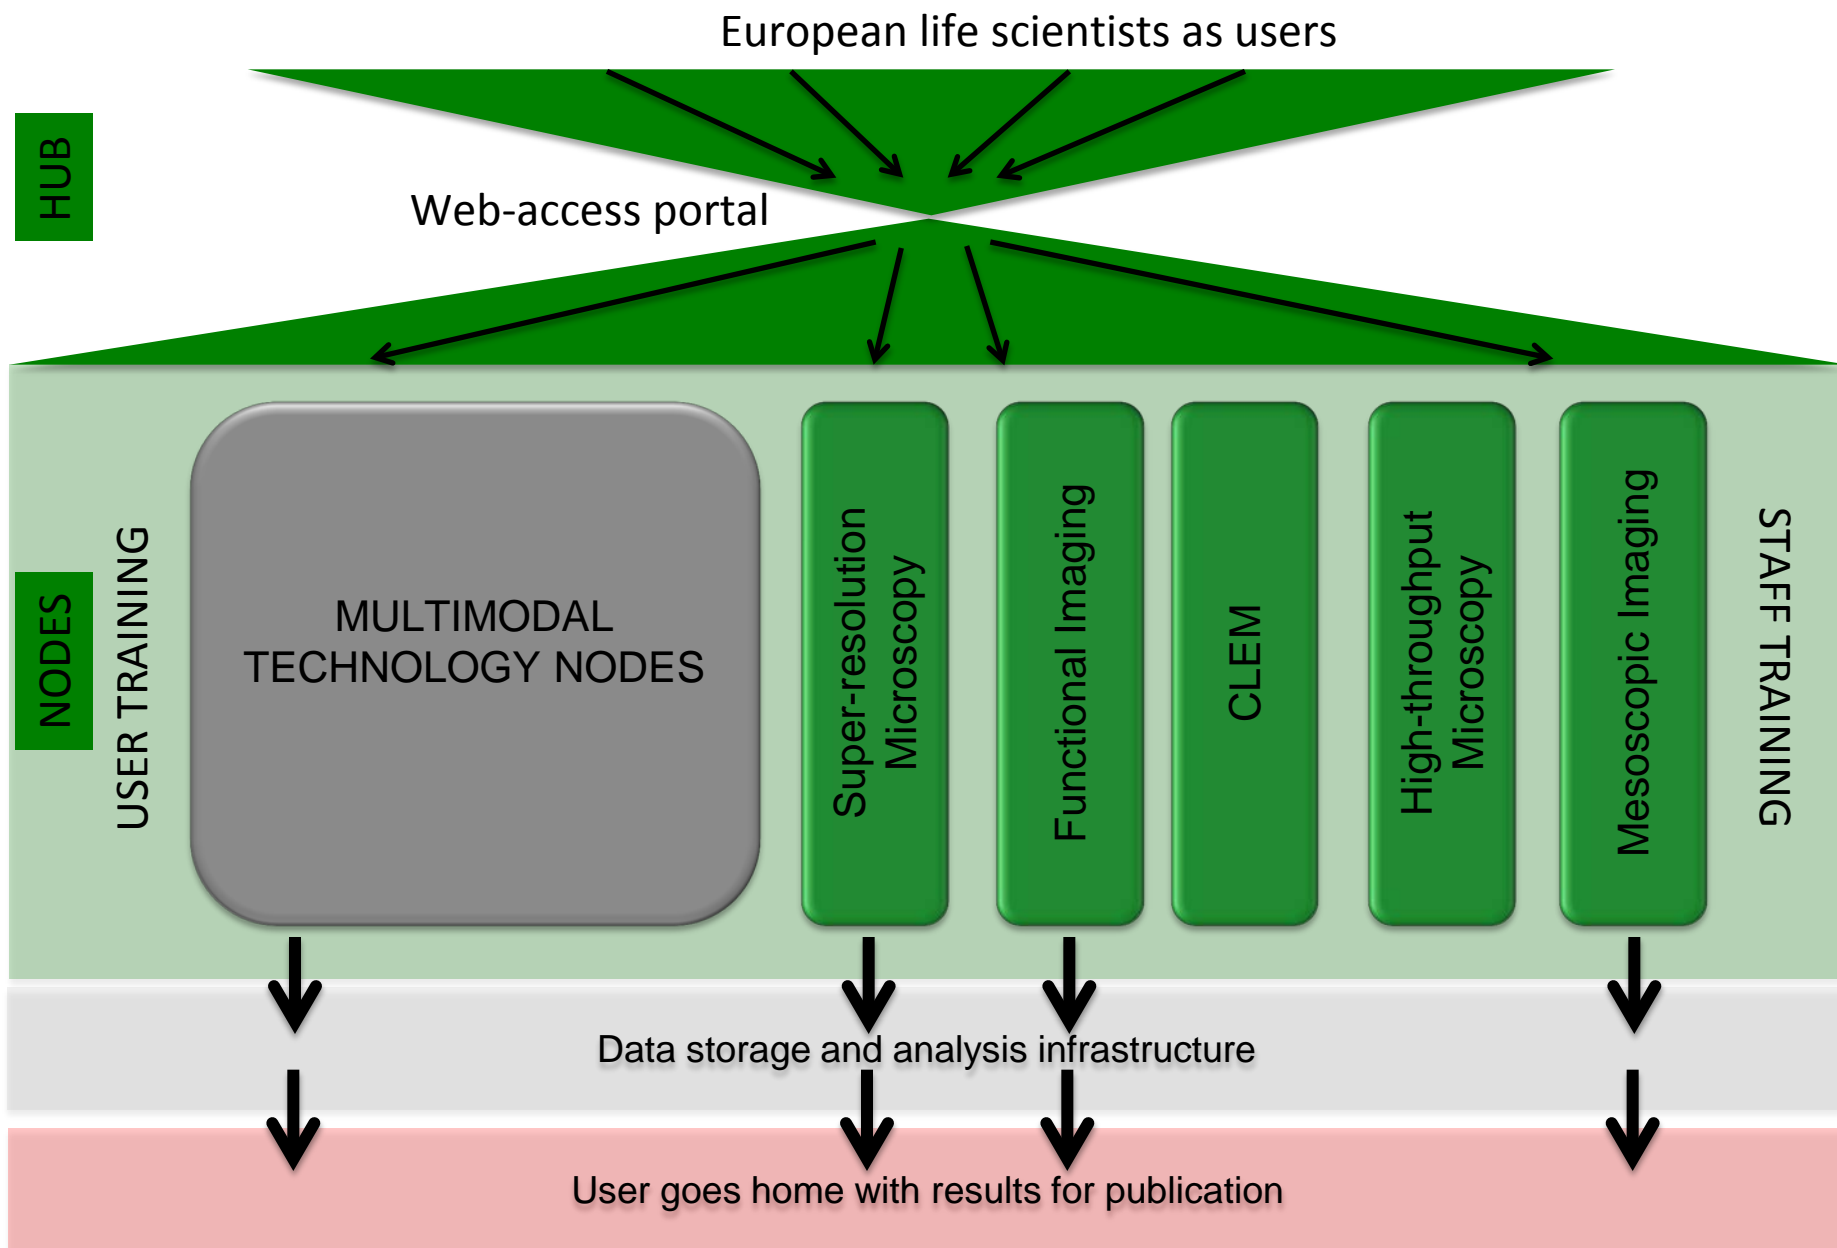 European life scientists as users
HUB
Web-access portal
NODES
USER TRAINING
MULTIMODAL
TECHNOLOGY NODES
Super-resolution
Microscopy
Functional Imaging
CLEM
High-throughput
Microscopy
Mesoscopic Imaging
STAFF TRAINING
Data storage and analysis infrastructure
User goes home with results for publication